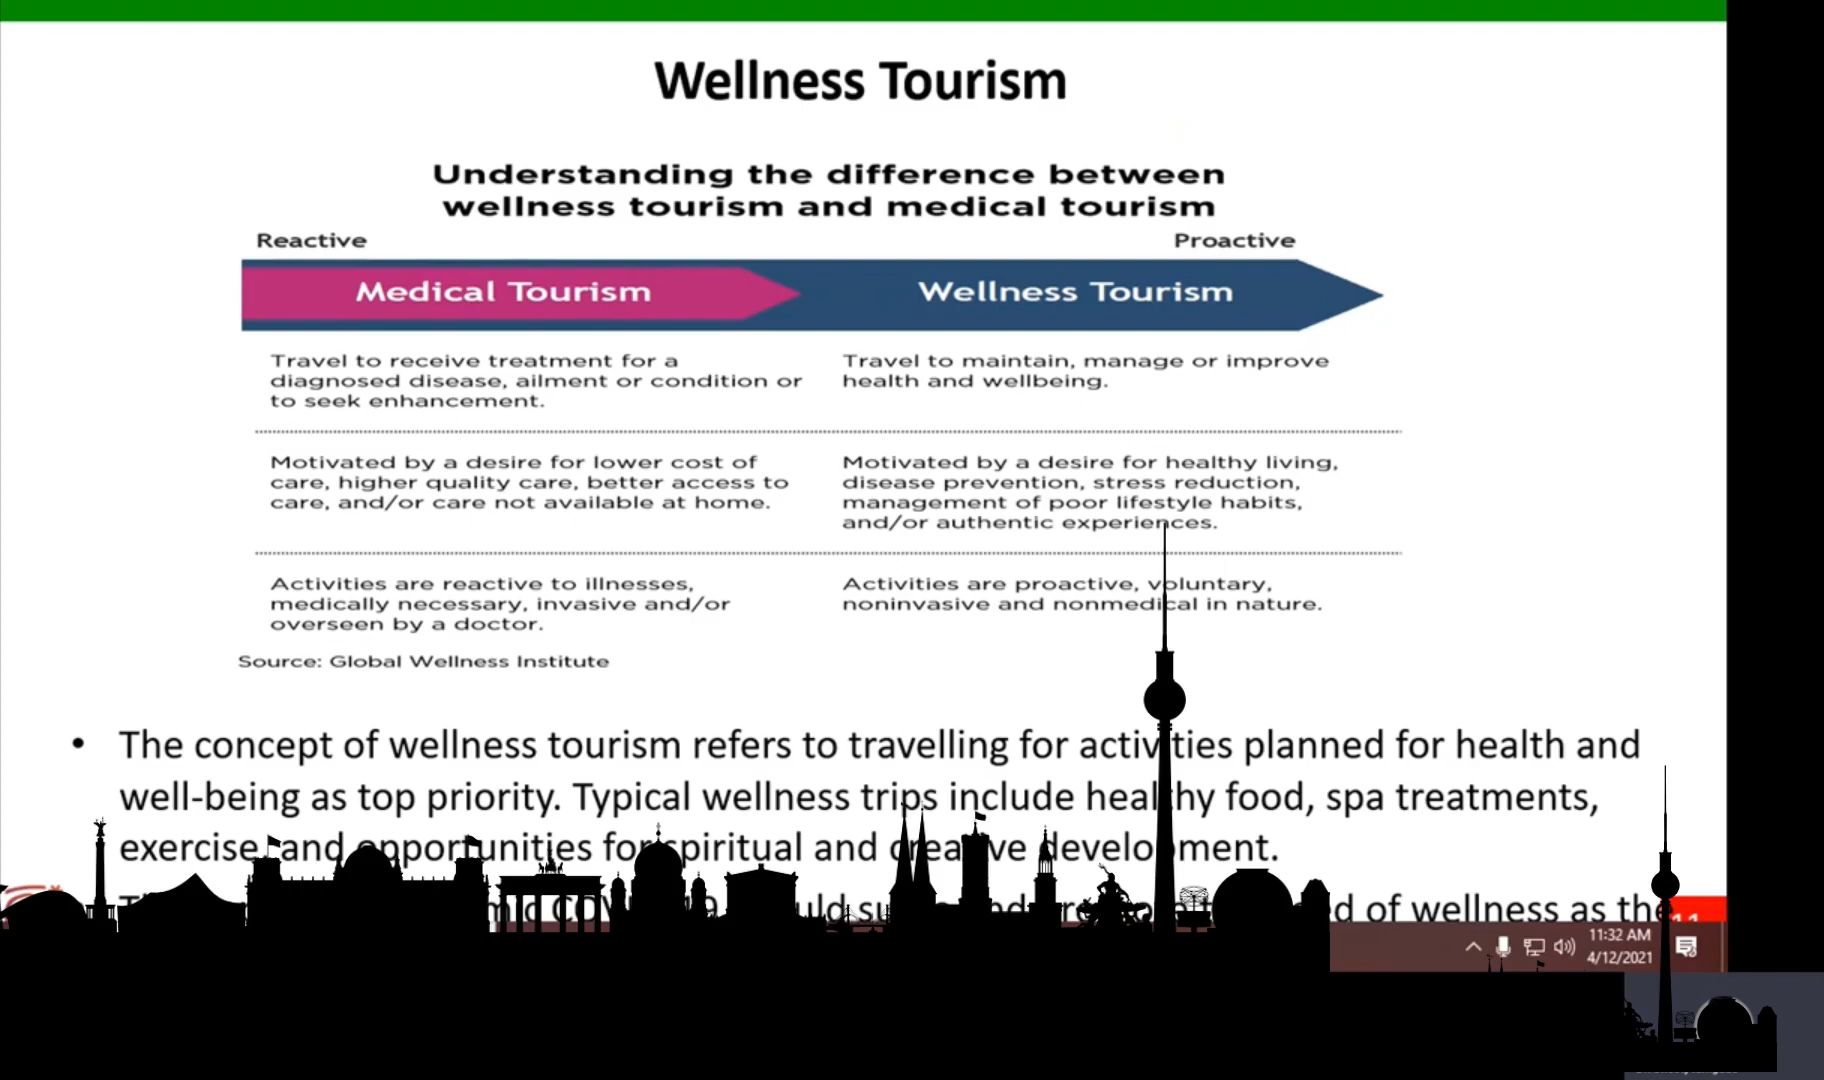 Wellness Tourism
Understanding the difference between
wellness tourism and medical tourism
Reactive
Proactive
Medical Tourism
Wellness Tourism
Travel to receive treatment for a
diagnosed disease, ailment or condition or
to seek enhancement.
Travel to maintain, manage or improve
health and wellbeing.
Motivated by a desire for lower cost of
care, higher quality care, better access to
care, and/or care not available at home.
Motivated by a desire for healthy living,
disease prevention, stress reduction,
management of poor lifestyle habits,
and/or authentic experiences.
Activities are reactive to illnesses,
medically necessary, invasive and/or
overseen by a doctor.
Activities are proactive, voluntary,
noninvasive and nonmedical in nature.
Source: Global Wellness Institute
• The concept of wellness tourism refers to travelling for activities planned for health and
well-being as top priority. Typical wellness trips include healthy food, spa treatments,
exercise, and opportunities for spiritual and creative development.
of wellness as the
11:32 AM
4/12/2021